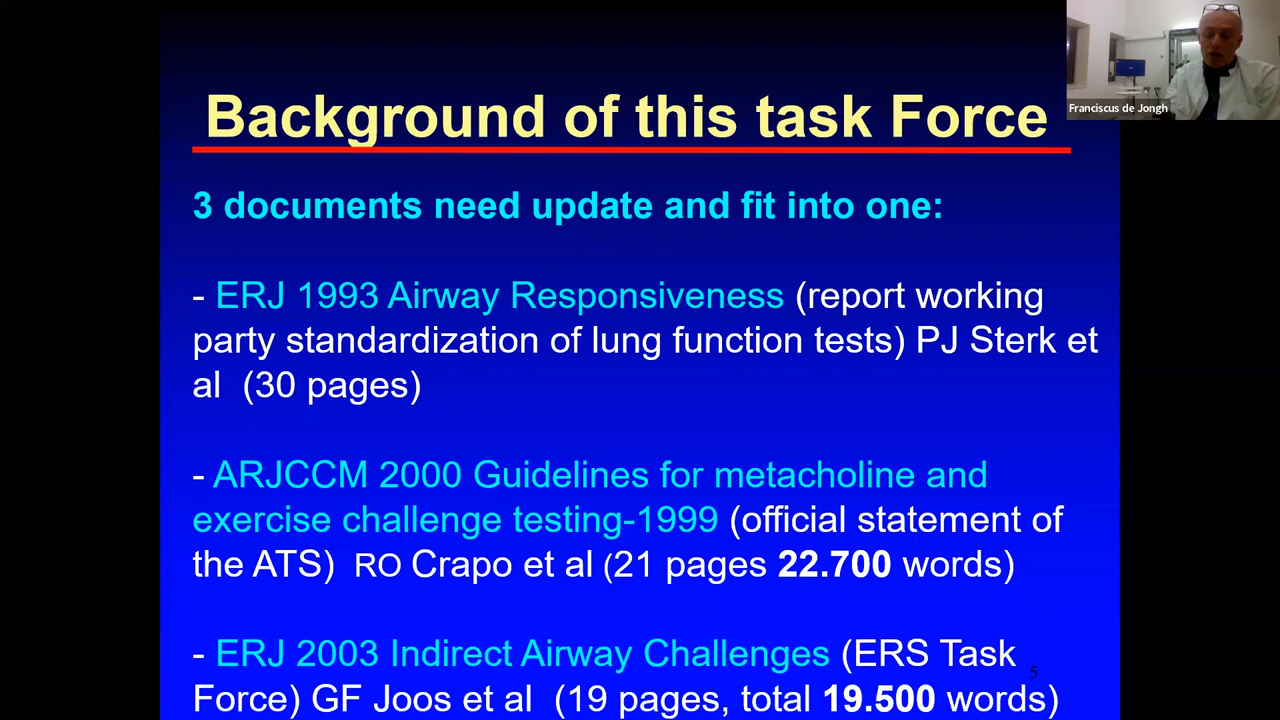 Background of this task Force
Franciscus de Jongh
3 documents need update and fit into one:
- ERJ 1993 Airway Responsiveness (report working
party standardization of lung function tests) PJ Sterk et
al (30 pages)
- ARJCCM 2000 Guidelines for metacholine and
exercise challenge testing-1999 (official statement of
the ATS) RO Crapo et al (21 pages 22.700 words)
- ERJ 2003 Indirect Airway Challenges (ERS Task
Force) GF Joos et al (19 pages, total 19.500 words)
5